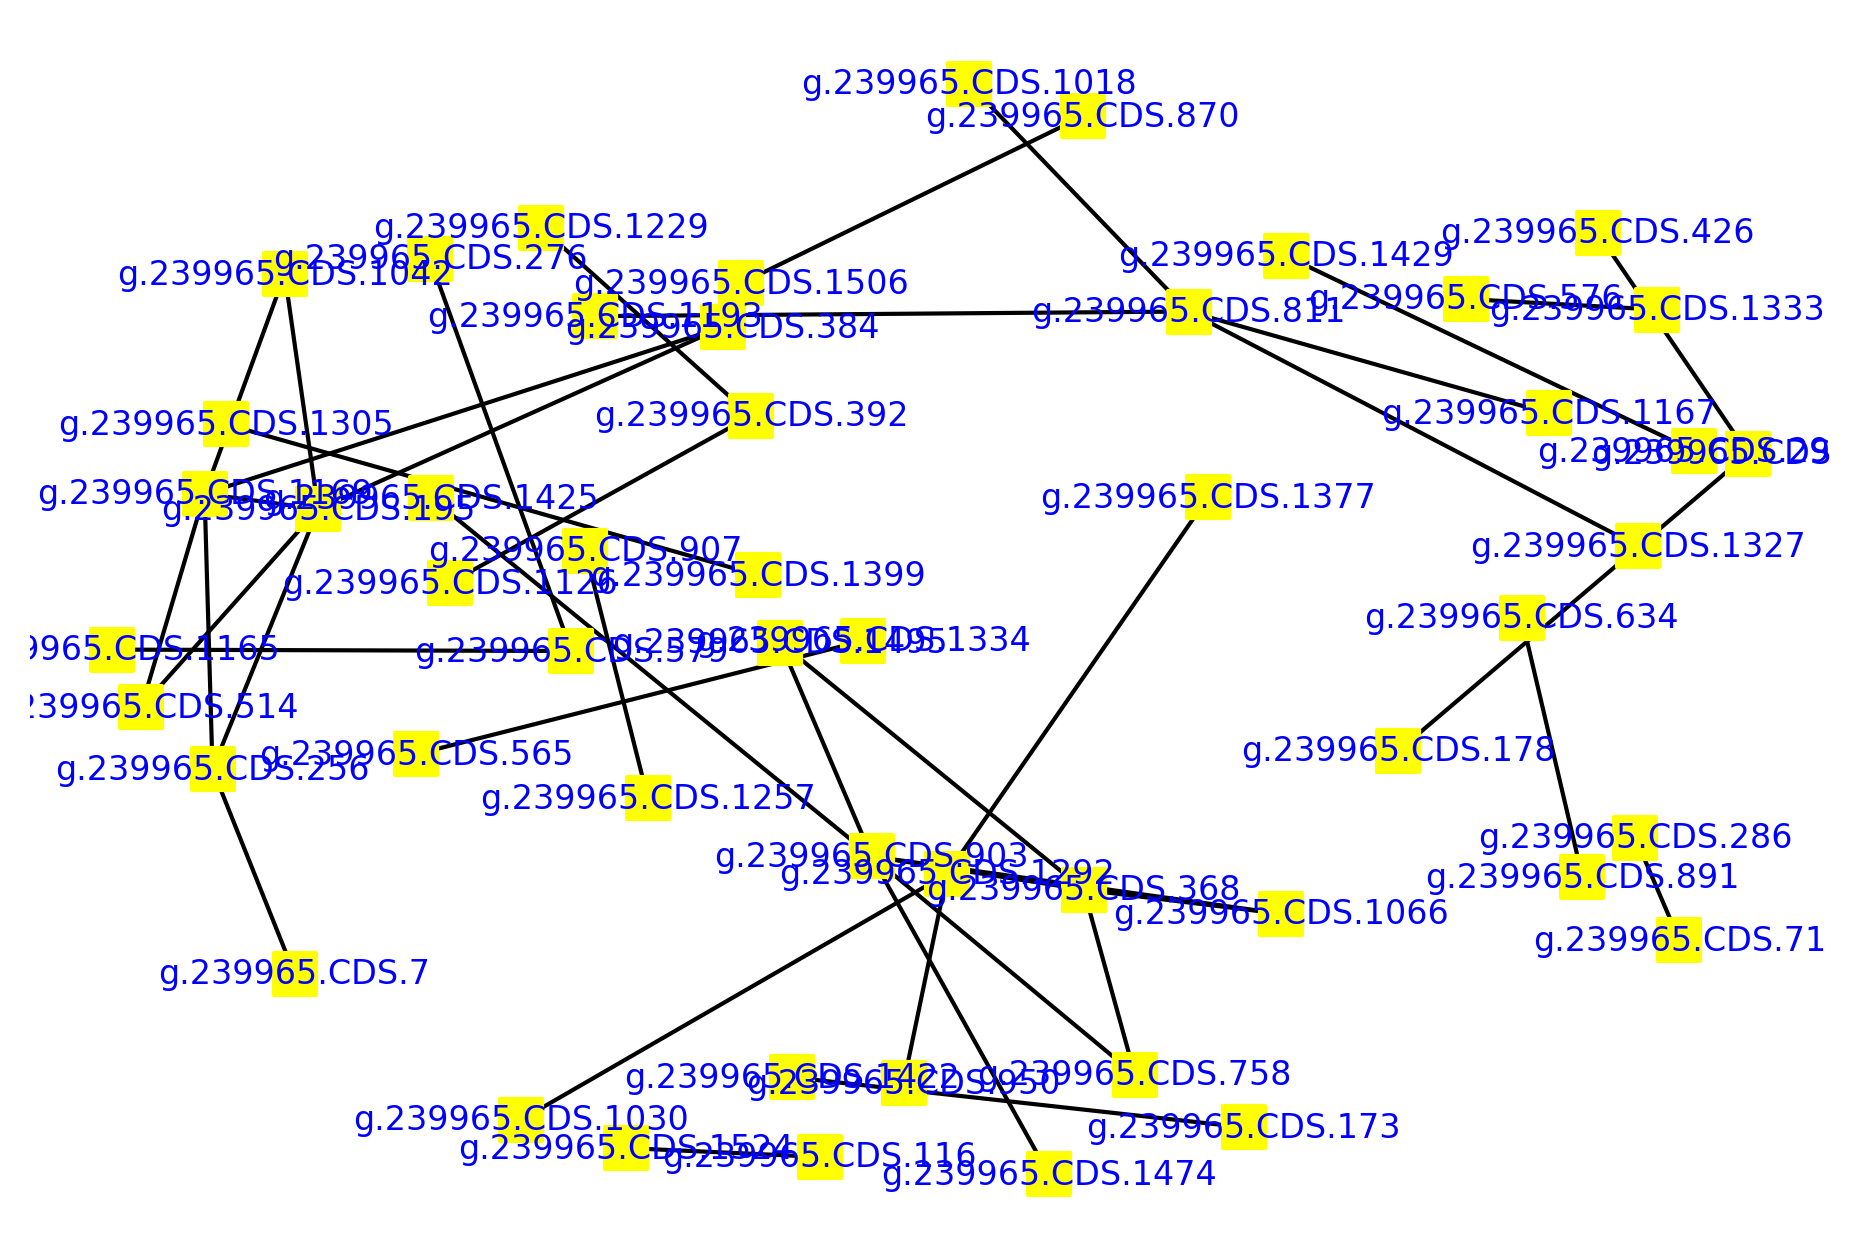 g.239965.CDS.1018
g.239965.CDS.870
g.239965.CDS.1229
g.239965.CDS.276
g.239965.CDS.1042
g.239965.CDS.426
g.239965.CDS.1429
g.239965.CDS.1506
g.239965.CDS.576
g.239965.CDS.1333
g.239965.CDS.811
g.239965.CDS.1193
g.239965.CDS.384
g.239965.CDS.392
g.239965.CDS.1167
g.239965.CDS.1305
g.239965.CDS
g.239965.CDS.1169
g.239965.CDS.195
g.239965.CDS.1425
g.239965.CDS.1377
g.239965.CDS.907
g.239965.CDS.1327
g.239965.CDS.1399
g.239965.CDS.1126
g.239965.CDS.634
g.239965.CDS.1495
g.239965.CDS.1334
9965.CDS.1165
g.239965.CDS.579
239965.CDS.514
g.239965.CDS.178
g.239965.CDS.565
g.239965.CDS.256
g.239965.CDS.1257
g.239965.CDS.286
g.239965.CDS.903
g.239965.CDS.1292
g.239965.CDS.891
g.239965.CDS.368
g.239965.CDS.1066
g.239965.CDS.71
g.239965.CDS.7
g.239965.CDS.758
g.239965.CDS.1422
g.239965.CDS.950
g.239965.CDS.1030
g.239965.CDS.173
g.239965.CDS.1524
g.239965.CDS.116
g.239965.CDS.1474